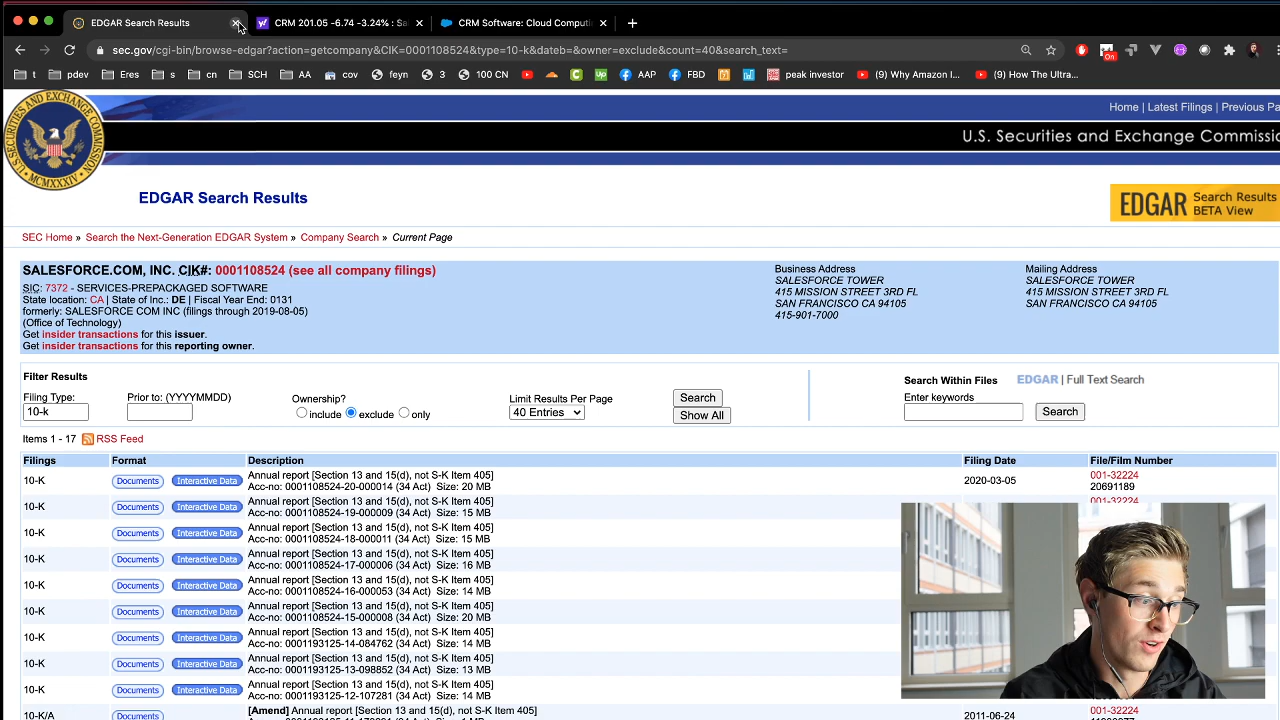 EDGAR Search Results
CRM 201.05 -6.74 -3.24% : Sa
CRM Software: Cloud Computi
sec.gov/cgi-bin/browse-edgar?action=getcompany&CIK=0001108524&type=10-k&dateb=&owner=exclude&count=40&search_text=
On
t
pdev
Eres
s
cn
SCH
AA
cov
feyn
3
100 CN
AAP
FBD
peak investor
(9) Why Amazon I...
(9) How The Ultra...
Home | Latest Filings | Previous Pa
U.S. Securities and Exchange Commissio
MCMXXXIV
EDGAR Search Results
EDGAR Search Results
BETA View
SEC Home » Search the Next-Generation EDGAR System » Company Search » Current Page
SALESFORCE.COM, INC. CIK#: 0001108524 (see all company filings)
SIC: 7372 - SERVICES-PREPACKAGED SOFTWARE
State location: CA | State of Inc.: DE | Fiscal Year End: 0131
formerly: SALESFORCE COM INC (filings through 2019-08-05)
(Office of Technology)
Get insider transactions for this issuer.
Get insider transactions for this reporting owner.
Business Address
SALESFORCE TOWER
415 MISSION STREET 3RD FL
SAN FRANCISCO CA 94105
415-901-7000
Mailing Address
SALESFORCE TOWER
415 MISSION STREET 3RD FL
SAN FRANCISCO CA 94105
Filter Results
Filing Type:
10-k
Prior to: (YYYYMMDD)
Ownership?
include exclude only
Limit Results Per Page
40 Entries
Search
Show All
Search Within Files EDGAR | Full Text Search
Enter keywords
Search
Items 1 - 17 RSS Feed
Filings Format Description Filing Date File/Film Number
10-K Documents Interactive Data Annual report [Section 13 and 15(d), not S-K Item 405]
Acc-no: 0001108524-20-000014 (34 Act) Size: 20 MB
2020-03-05
001-32224
20691189
10-K Documents Interactive Data Annual report [Section 13 and 15(d), not S-K Item 405]
Acc-no: 0001108524-19-000009 (34 Act) Size: 15 MB
001-32224
10-K Documents Interactive Data Annual report [Section 13 and 15(d), not S-K Item 405]
Acc-no: 0001108524-18-000011 (34 Act) Size: 15 MB
10-K Documents Interactive Data Annual report [Section 13 and 15(d), not S-K Item 405]
Acc-no: 0001108524-17-000006 (34 Act) Size: 16 MB
10-K Documents Interactive Data Annual report [Section 13 and 15(d), not S-K Item 405]
Acc-no: 0001108524-16-000053 (34 Act) Size: 14 MB
10-K Documents Interactive Data Annual report [Section 13 and 15(d), not S-K Item 405]
Acc-no: 0001108524-15-000008 (34 Act) Size: 20 MB
10-K Documents Interactive Data Annual report [Section 13 and 15(d), not S-K Item 405]
Acc-no: 0001193125-14-084762 (34 Act) Size: 14 MB
10-K Documents Interactive Data Annual report [Section 13 and 15(d), not S-K Item 405]
Acc-no: 0001193125-13-098852 (34 Act) Size: 13 MB
10-K Documents Interactive Data Annual report [Section 13 and 15(d), not S-K Item 405]
Acc-no: 0001193125-12-107281 (34 Act) Size: 14 MB
10-K/A Documents [Amend] Annual report [Section 13 and 15(d), not S-K Item 405]
2011-06-24
001-32224